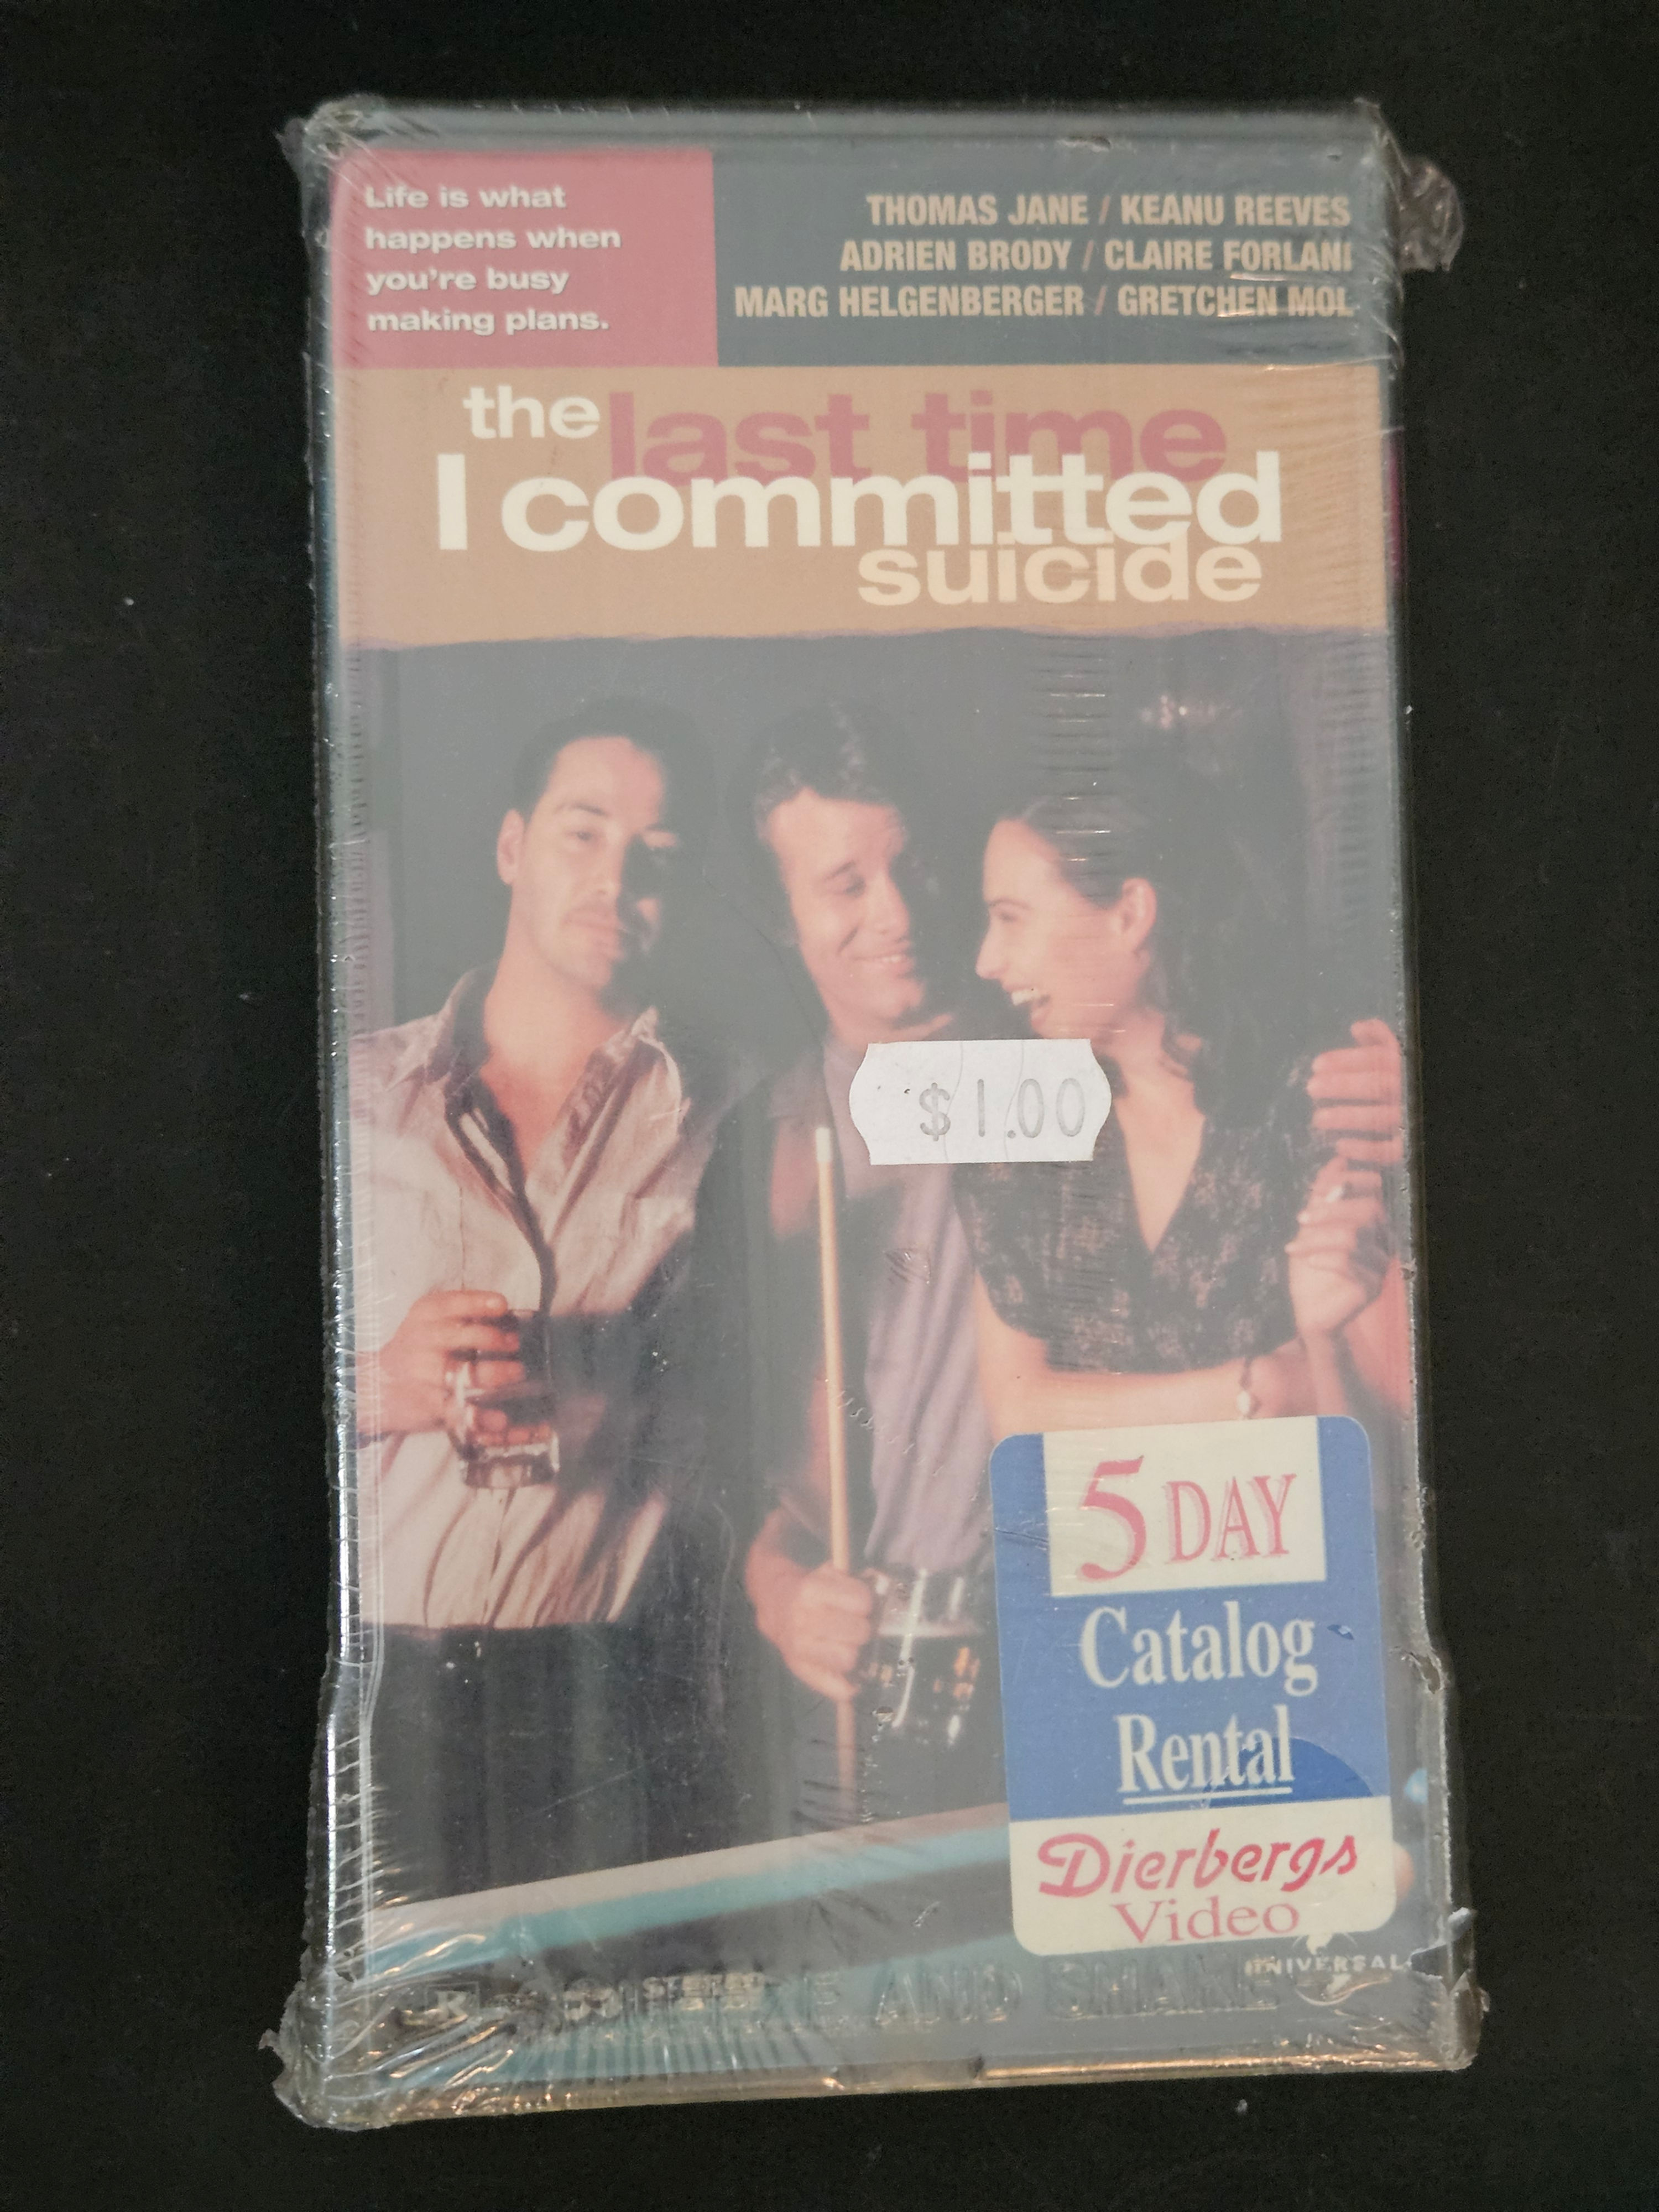 Life is what
happens when
you're busy
making plans.
THOMAS JANE / KEANU REEVES
ADRIEN BRODY / CLAIRE FORLANI
MARG HELGENBERGER / GRETCHEN MOL
the last time
I committed
suicide
$1.00
5 DAY
Catalog
Rental
Dierbergs
Video
UNIVERSAL
R
AND